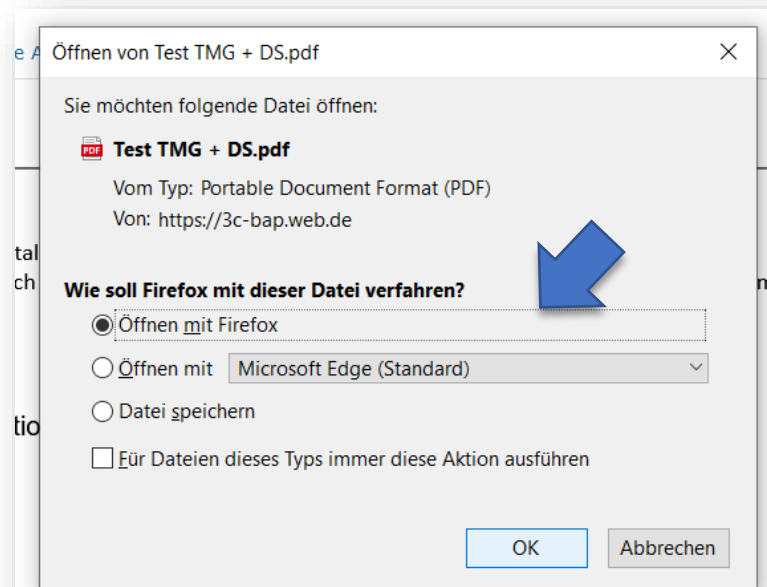 Öffnen von Test TMG + DS.pdf
Sie möchten folgende Datei öffnen:
PDF Test TMG + DS.pdf
Vom Typ: Portable Document Format (PDF)
Von: https://3c-bap.web.de
Wie soll Firefox mit dieser Datei verfahren?
Öffnen mit Firefox
Öffnen mit Microsoft Edge (Standard)
Datei speichern
Für Dateien dieses Typs immer diese Aktion ausführen
OK Abbrechen